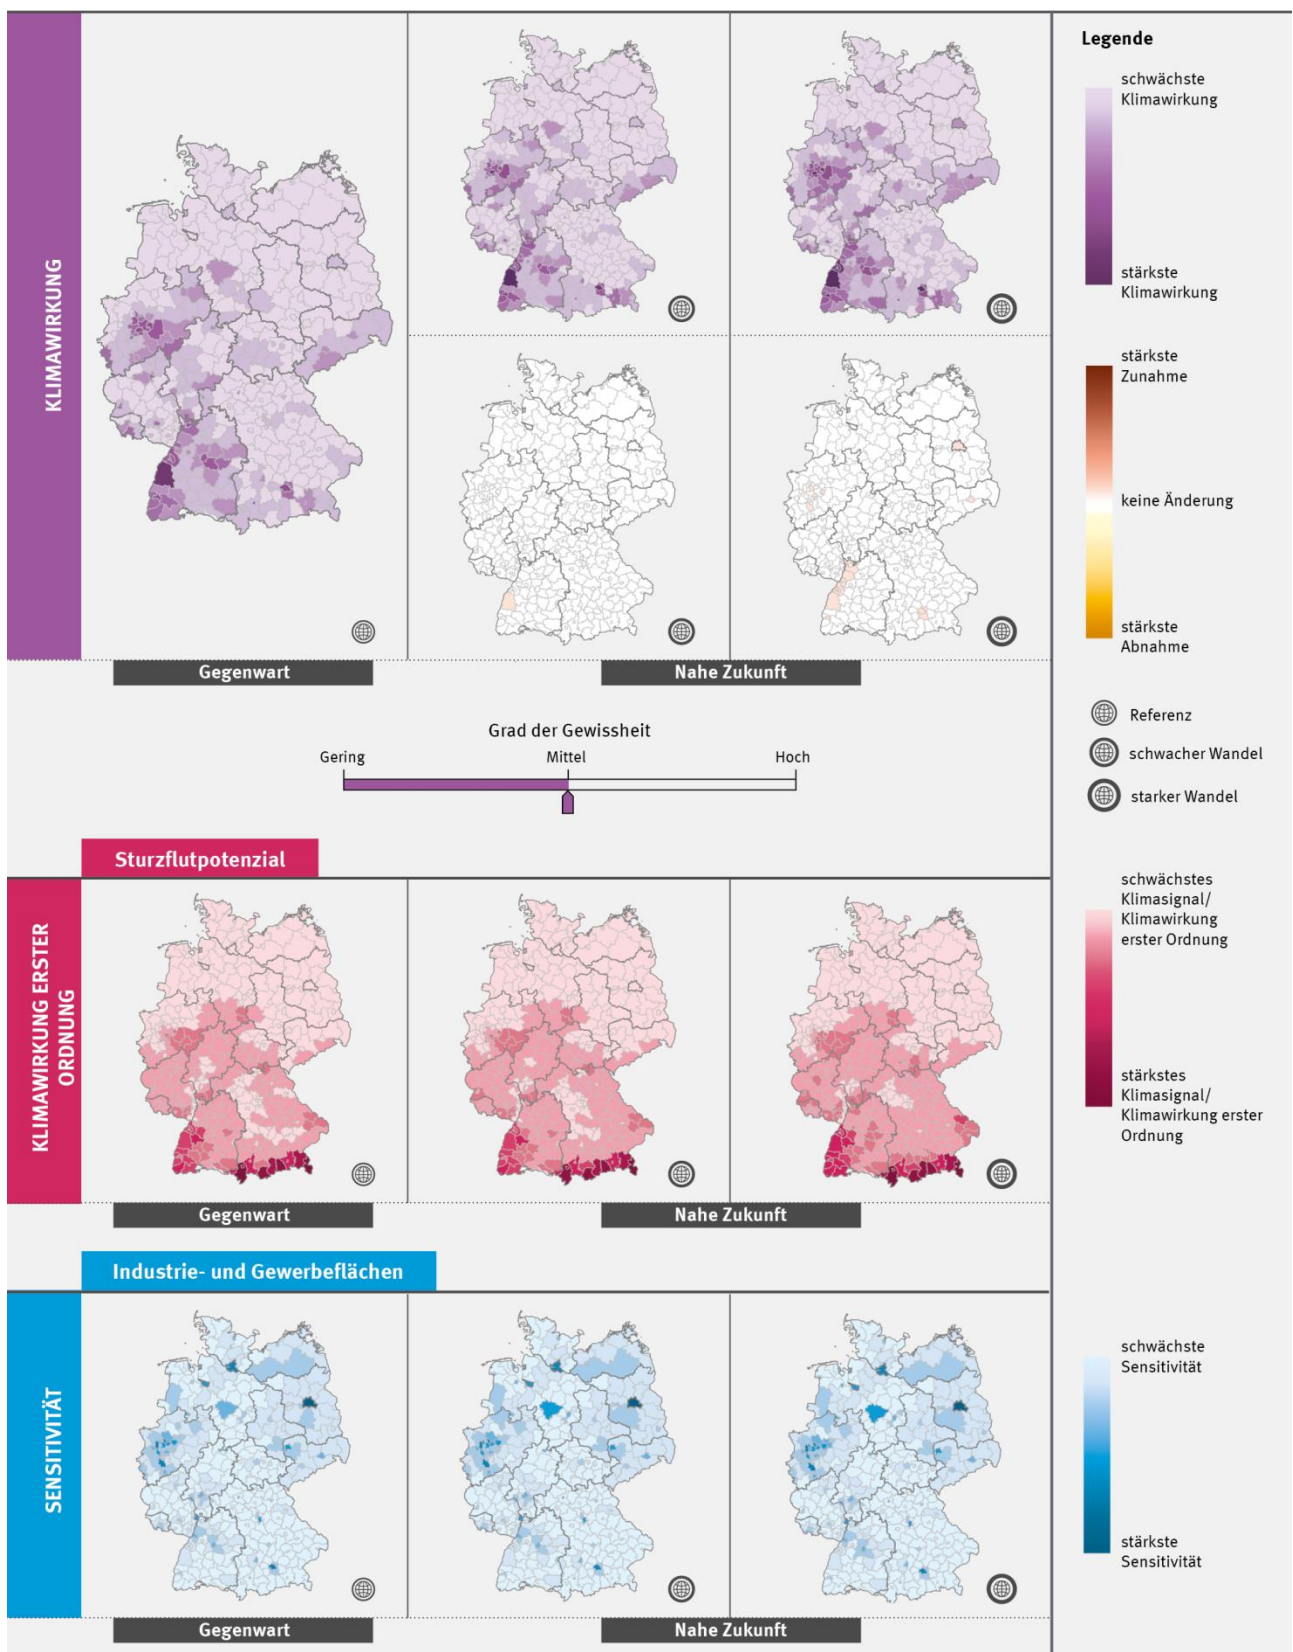 KLIMAWIRKUNG
Gegenwart
Nahe Zukunft
Grad der Gewissheit
Gering
Mittel
Hoch
Sturzflutpotenzial
KLIMAWIRKUNG ERSTER
ORDNUNG
Gegenwart
Nahe Zukunft
Industrie- und Gewerbeflächen
SENSITIVITÄT
Gegenwart
Nahe Zukunft
Legende
schwächste
Klimawirkung
stärkste
Klimawirkung
stärkste
Zunahme
keine Änderung
stärkste
Abnahme
Referenz
schwacher Wandel
starker Wandel
schwächstes
Klimasignal/
Klimawirkung
erster Ordnung
stärkstes
Klimasignal/
Klimawirkung erster
Ordnung
schwächste
Sensitivität
stärkste
Sensitivität